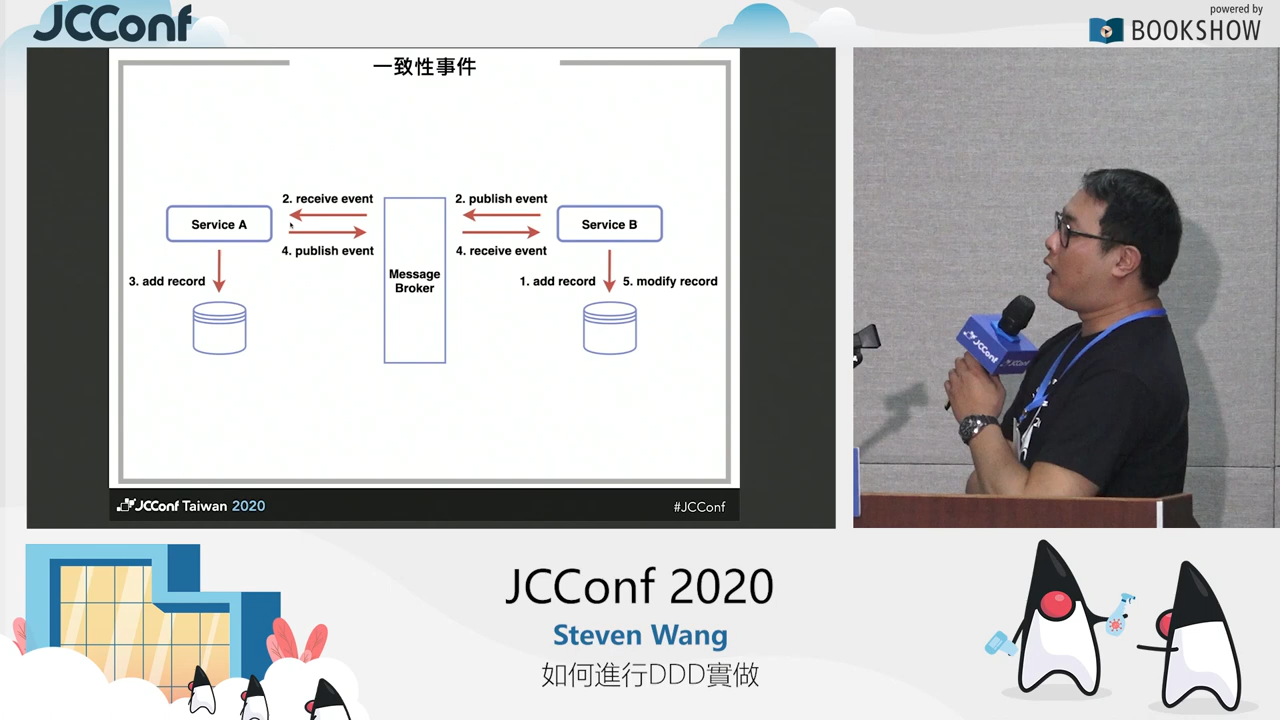 JCConf
powered by
BOOKSHOW
一致性事件
2. receive event
2. publish event
Service A
Service B
4. publish event
4. receive event
Message
Broker
3. add record
1. add record
5. modify record
JCConf Taiwan 2020
#JCConf
JCConf
JCConf 2020
Steven Wang
如何進行DDD實做